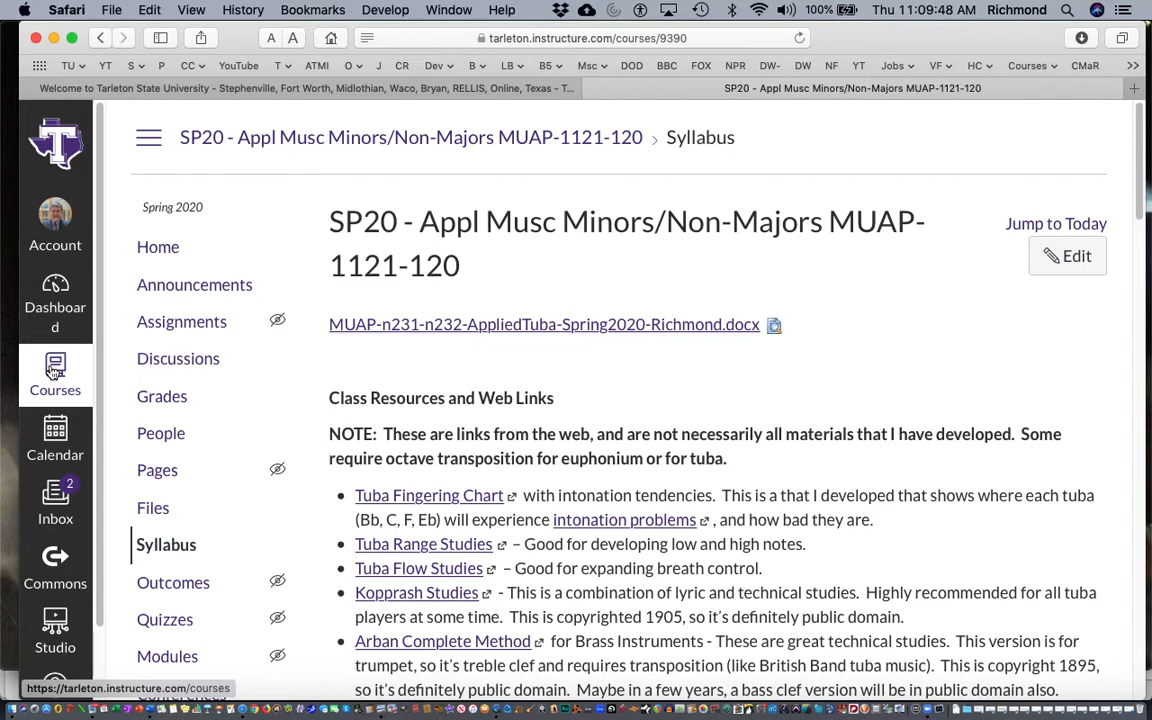 Safari File Edit View History Bookmarks Develop Window Help 100% Thu 11:09:48 AM Richmond
A A tarleton.instructure.com/courses/9390
TU YT S P CC YouTube T ATMI O J CR Dev B LB B5 Msc DOD BBC FOX NPR DW- DW NF YT Jobs VF HC Courses CMaR
Welcome to Tarleton State University - Stephenville, Fort Worth, Midlothian, Waco, Bryan, RELLIS, Online, Texas - T...
SP20 - Appl Musc Minors/Non-Majors MUAP-1121-120
T
Account
Dashboar
d
Courses
Calendar
2
Inbox
Commons
Studio
SP20 - Appl Musc Minors/Non-Majors MUAP-1121-120 › Syllabus
Spring 2020
Home
Announcements
Assignments
Discussions
Grades
People
Pages
Files
Syllabus
Outcomes
Quizzes
Modules
SP20 - Appl Musc Minors/Non-Majors MUAP-
1121-120
Jump to Today
Edit
MUAP-n231-n232-AppliedTuba-Spring2020-Richmond.docx
Class Resources and Web Links
NOTE: These are links from the web, and are not necessarily all materials that I have developed. Some
require octave transposition for euphonium or for tuba.
• Tuba Fingering Chart with intonation tendencies. This is a that I developed that shows where each tuba
(Bb, C, F, Eb) will experience intonation problems , and how bad they are.
• Tuba Range Studies – Good for developing low and high notes.
• Tuba Flow Studies – Good for expanding breath control.
• Kopprash Studies - This is a combination of lyric and technical studies. Highly recommended for all tuba
players at some time. This is copyrighted 1905, so it's definitely public domain.
• Arban Complete Method for Brass Instruments - These are great technical studies. This version is for
trumpet, so it's treble clef and requires transposition (like British Band tuba music). This is copyright 1895,
so it's definitely public domain. Maybe in a few years, a bass clef version will be in public domain also.
https://tarleton.instructure.com/courses